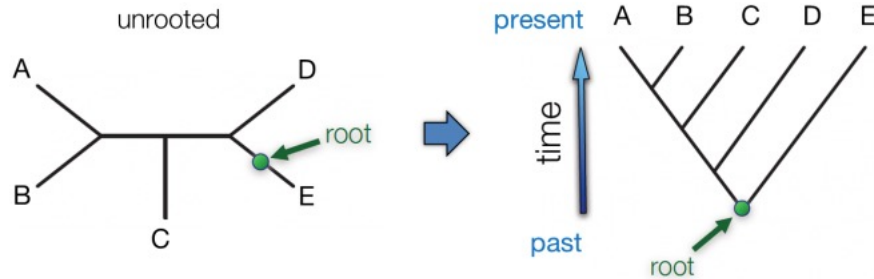 unrooted
A
D
root
B
E
C
present
A B C D E
time
past
root